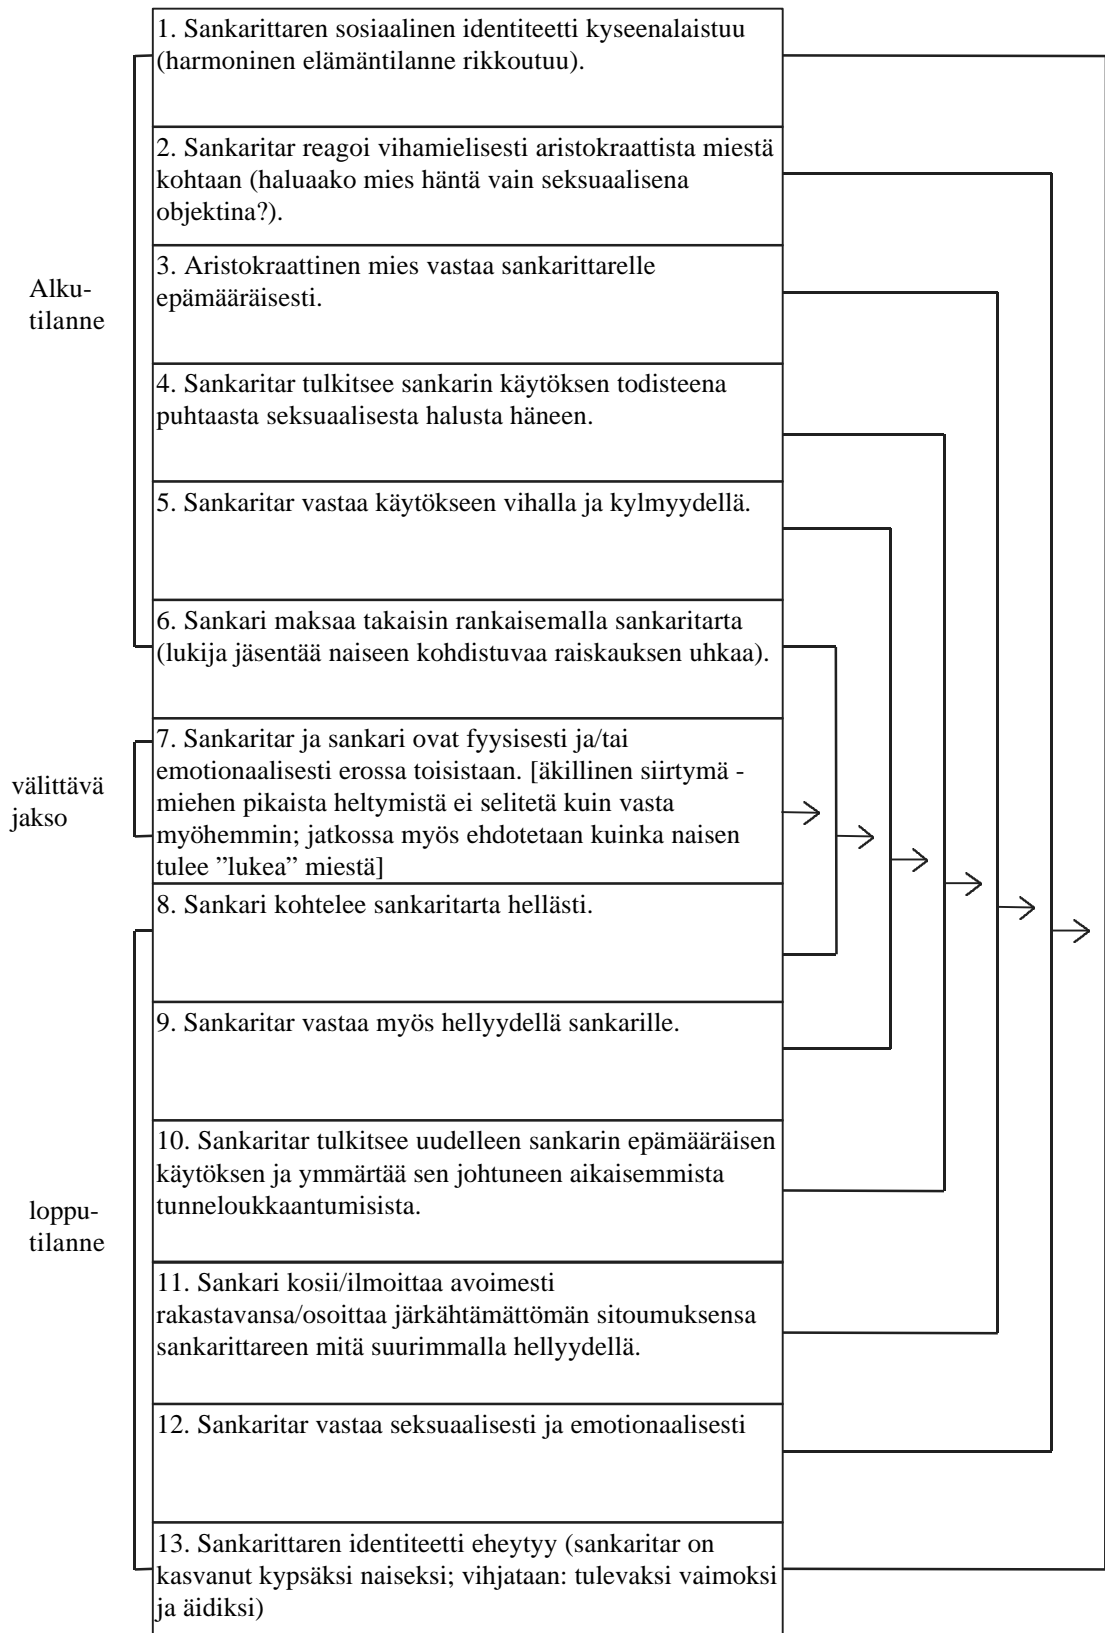 1. Sankarittaren sosiaalinen identiteetti kyseenalaistuu
(harmoninen elämäntilanne rikkoutuu).
2. Sankaritar reagoi vihamielisesti aristokraattista miestä
kohtaan (haluaako mies häntä vain seksuaalisena
objektina?).
Alku-
tilanne
3. Aristokraattinen mies vastaa sankarittarelle
epämääräisesti.
4. Sankaritar tulkitsee sankarin käytöksen todisteena
puhtaasta seksuaalisesta halusta häneen.
5. Sankaritar vastaa käytökseen vihalla ja kylmyydellä.
6. Sankari maksaa takaisin rankaisemalla sankaritarta
(lukija jäsentää naiseen kohdistuvaa raiskauksen uhkaa).
välittävä
jakso
7. Sankaritar ja sankari ovat fyysisesti ja/tai
emotionaalisesti erossa toisistaan. [äkillinen siirtymä -
miehen pikaista heltymistä ei selitetä kuin vasta
myöhemmin; jatkossa myös ehdotetaan kuinka naisen
tulee ”lukea” miestä]
8. Sankari kohtelee sankaritarta hellästi.
9. Sankaritar vastaa myös hellyydellä sankarille.
10. Sankaritar tulkitsee uudelleen sankarin epämääräisen
käytöksen ja ymmärtää sen johtuneen aikaisemmista
tunneloukkaantumisista.
loppu-
tilanne
11. Sankari kosii/ilmoittaa avoimesti
rakastavansa/osoittaa järkähtämättömän sitoumuksensa
sankarittareen mitä suurimmalla hellyydellä.
12. Sankaritar vastaa seksuaalisesti ja emotionaalisesti
13. Sankarittaren identiteetti eheytyy (sankaritar on
kasvanut kypsäksi naiseksi; vihjataan: tulevaksi vaimoksi
ja äidiksi)